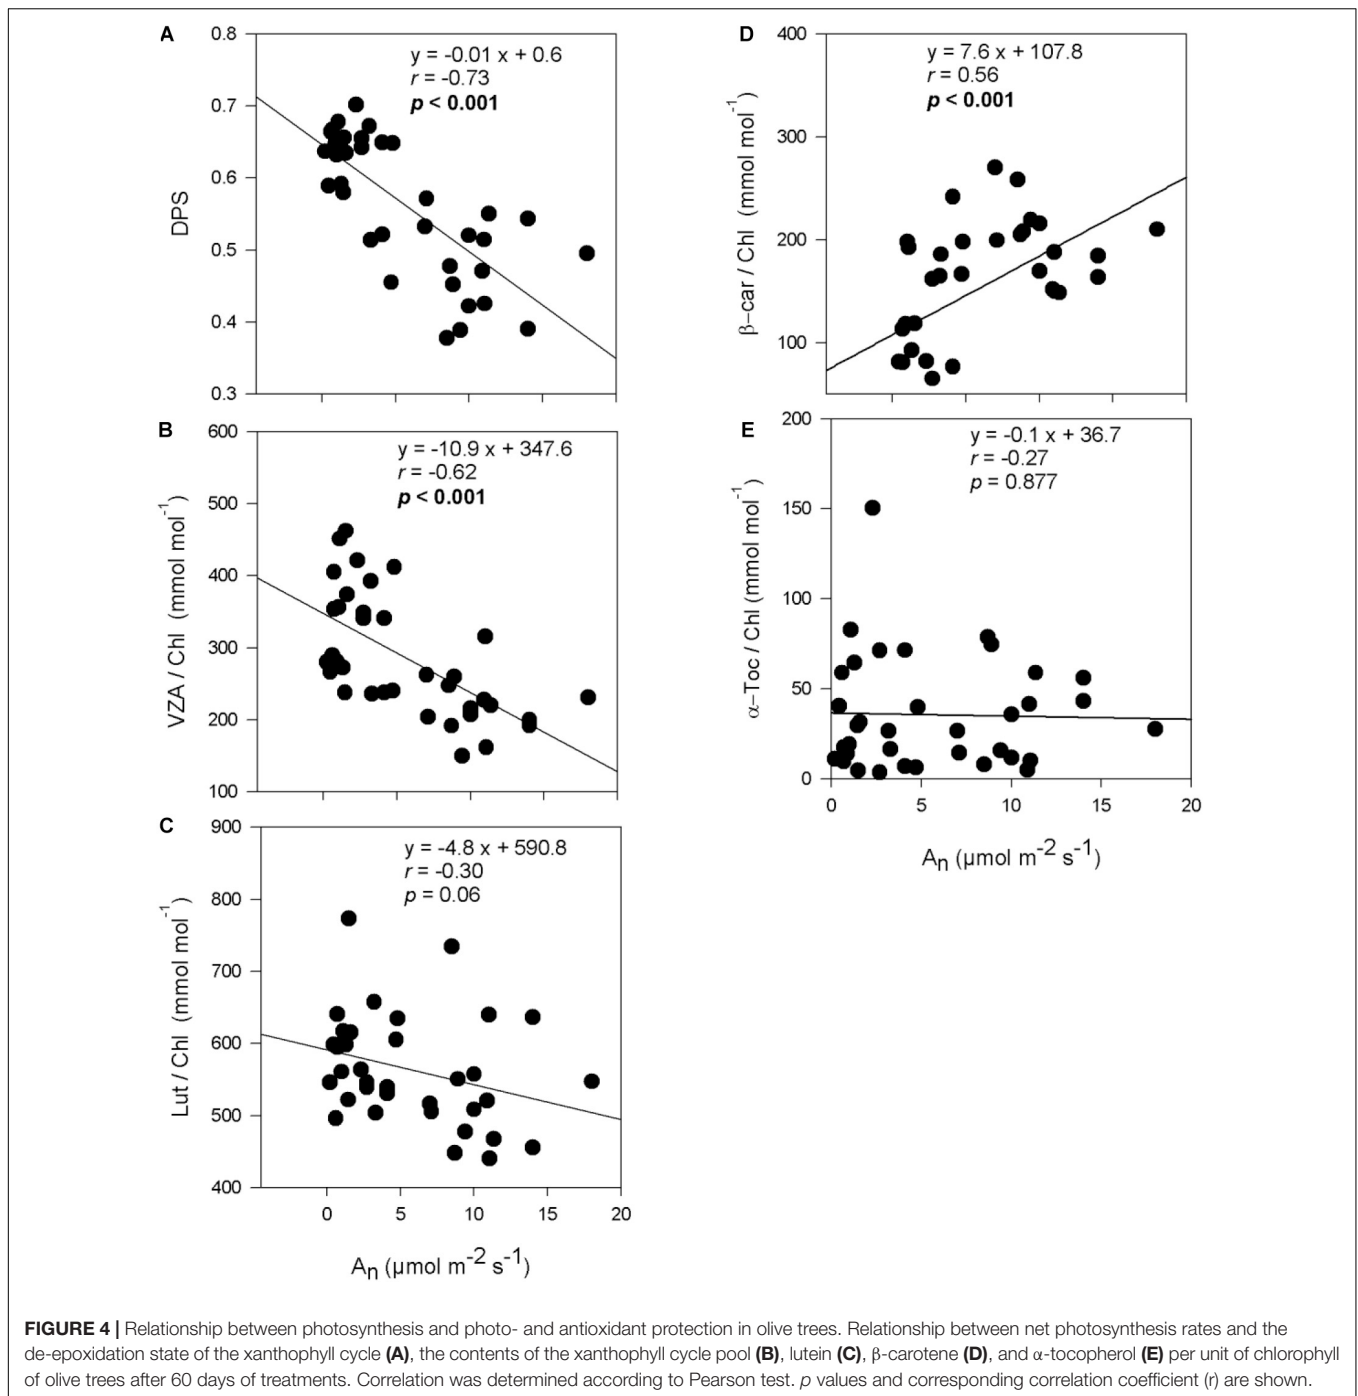 A
0.8
0.7
0.6
0.5
0.4
0.3
DPS
y = -0.01 x + 0.6
r = -0.73
p < 0.001
B
600
500
400
300
200
100
VZA / Chl (mmol mol⁻¹)
y = -10.9 x + 347.6
r = -0.62
p < 0.001
C
900
800
700
600
500
400
Lut / Chl (mmol mol⁻¹)
y = -4.8 x + 590.8
r = -0.30
p = 0.06
0 5 10 15 20
Aₙ (µmol m⁻² s⁻¹)
D
400
300
200
100
β–car / Chl (mmol mol⁻¹)
y = 7.6 x + 107.8
r = 0.56
p < 0.001
E
200
150
100
50
0
α–Toc / Chl (mmol mol⁻¹)
y = -0.1 x + 36.7
r = -0.27
p = 0.877
0 5 10 15 20
Aₙ (µmol m⁻² s⁻¹)
FIGURE 4 | Relationship between photosynthesis and photo- and antioxidant protection in olive trees. Relationship between net photosynthesis rates and the
de-epoxidation state of the xanthophyll cycle (A), the contents of the xanthophyll cycle pool (B), lutein (C), β-carotene (D), and α-tocopherol (E) per unit of chlorophyll
of olive trees after 60 days of treatments. Correlation was determined according to Pearson test. p values and corresponding correlation coefficient (r) are shown.